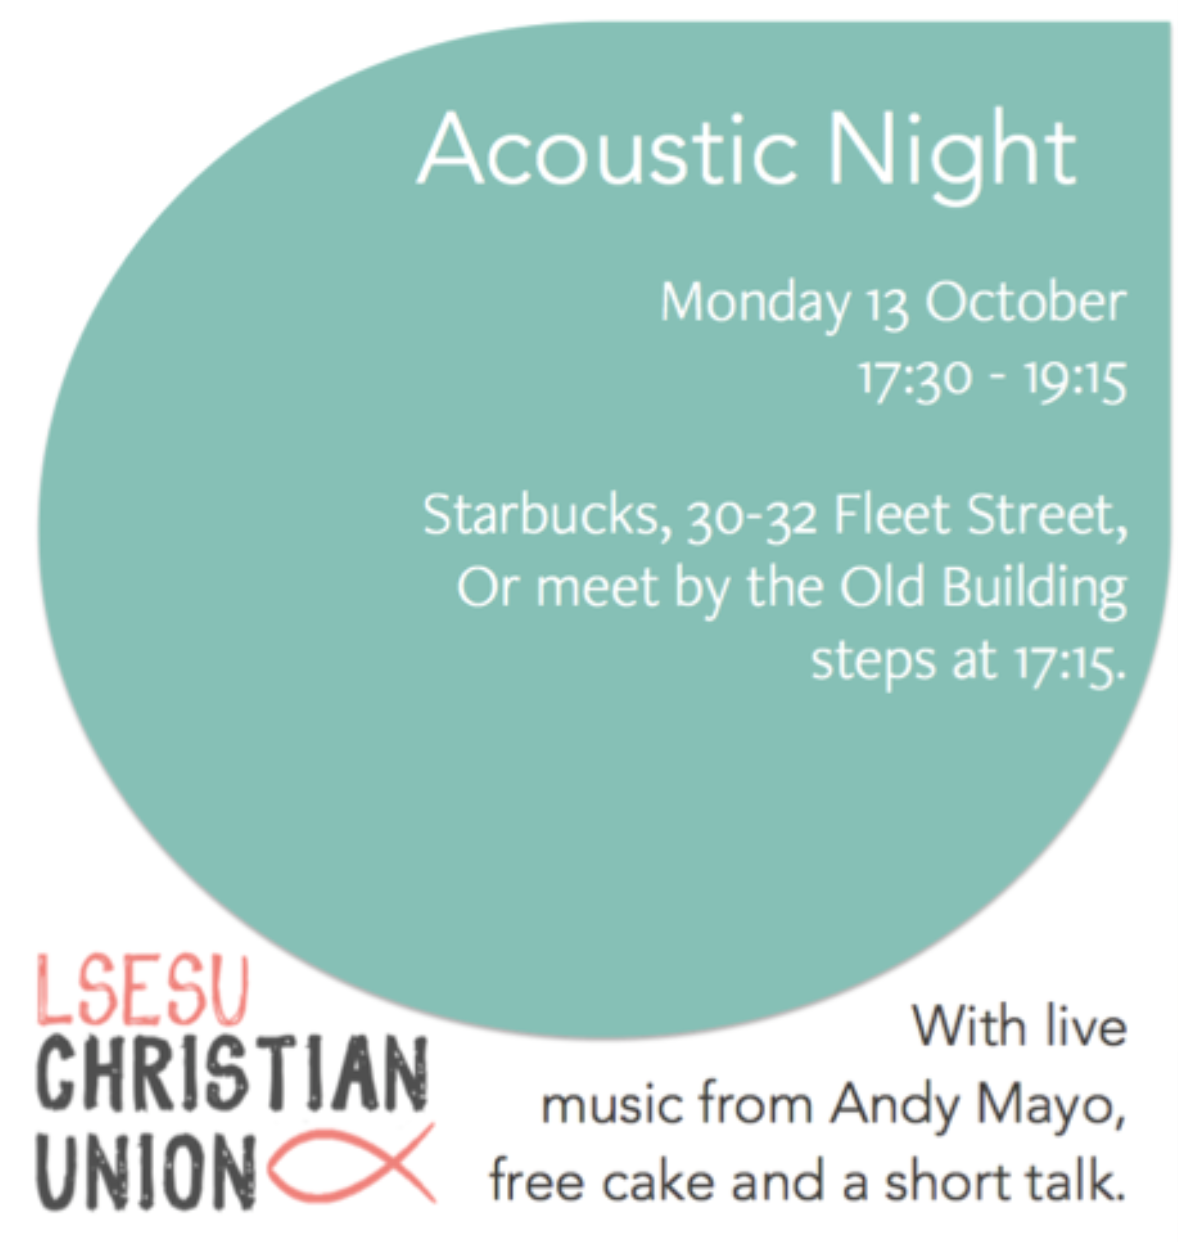 Acoustic Night
Monday 13 October
17:30 - 19:15
Starbucks, 30-32 Fleet Street,
Or meet by the Old Building
steps at 17:15.
LSESU
CHRISTIAN
UNION
With live
music from Andy Mayo,
free cake and a short talk.